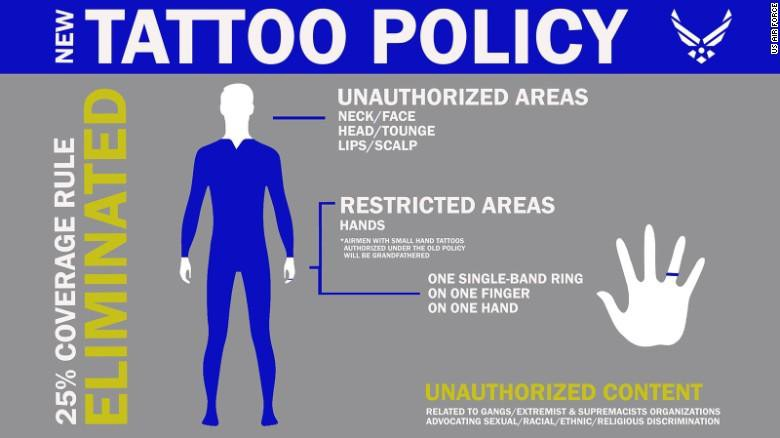 NEW TATTOO POLICY
US AIR FORCE
25% COVERAGE RULE
ELIMINATED
UNAUTHORIZED AREAS
NECK/FACE
HEAD/TOUNGE
LIPS/SCALP
RESTRICTED AREAS
HANDS
*AIRMEN WITH SMALL HAND TATTOOS
AUTHORIZED UNDER THE OLD POLICY
WILL BE GRANDFATHERED
ONE SINGLE-BAND RING
ON ONE FINGER
ON ONE HAND
UNAUTHORIZED CONTENT
RELATED TO GANGS/EXTREMIST & SUPREMACISTS ORGANIZATIONS
ADVOCATING SEXUAL/RACIAL/ETHNIC/RELIGIOUS DISCRIMINATION